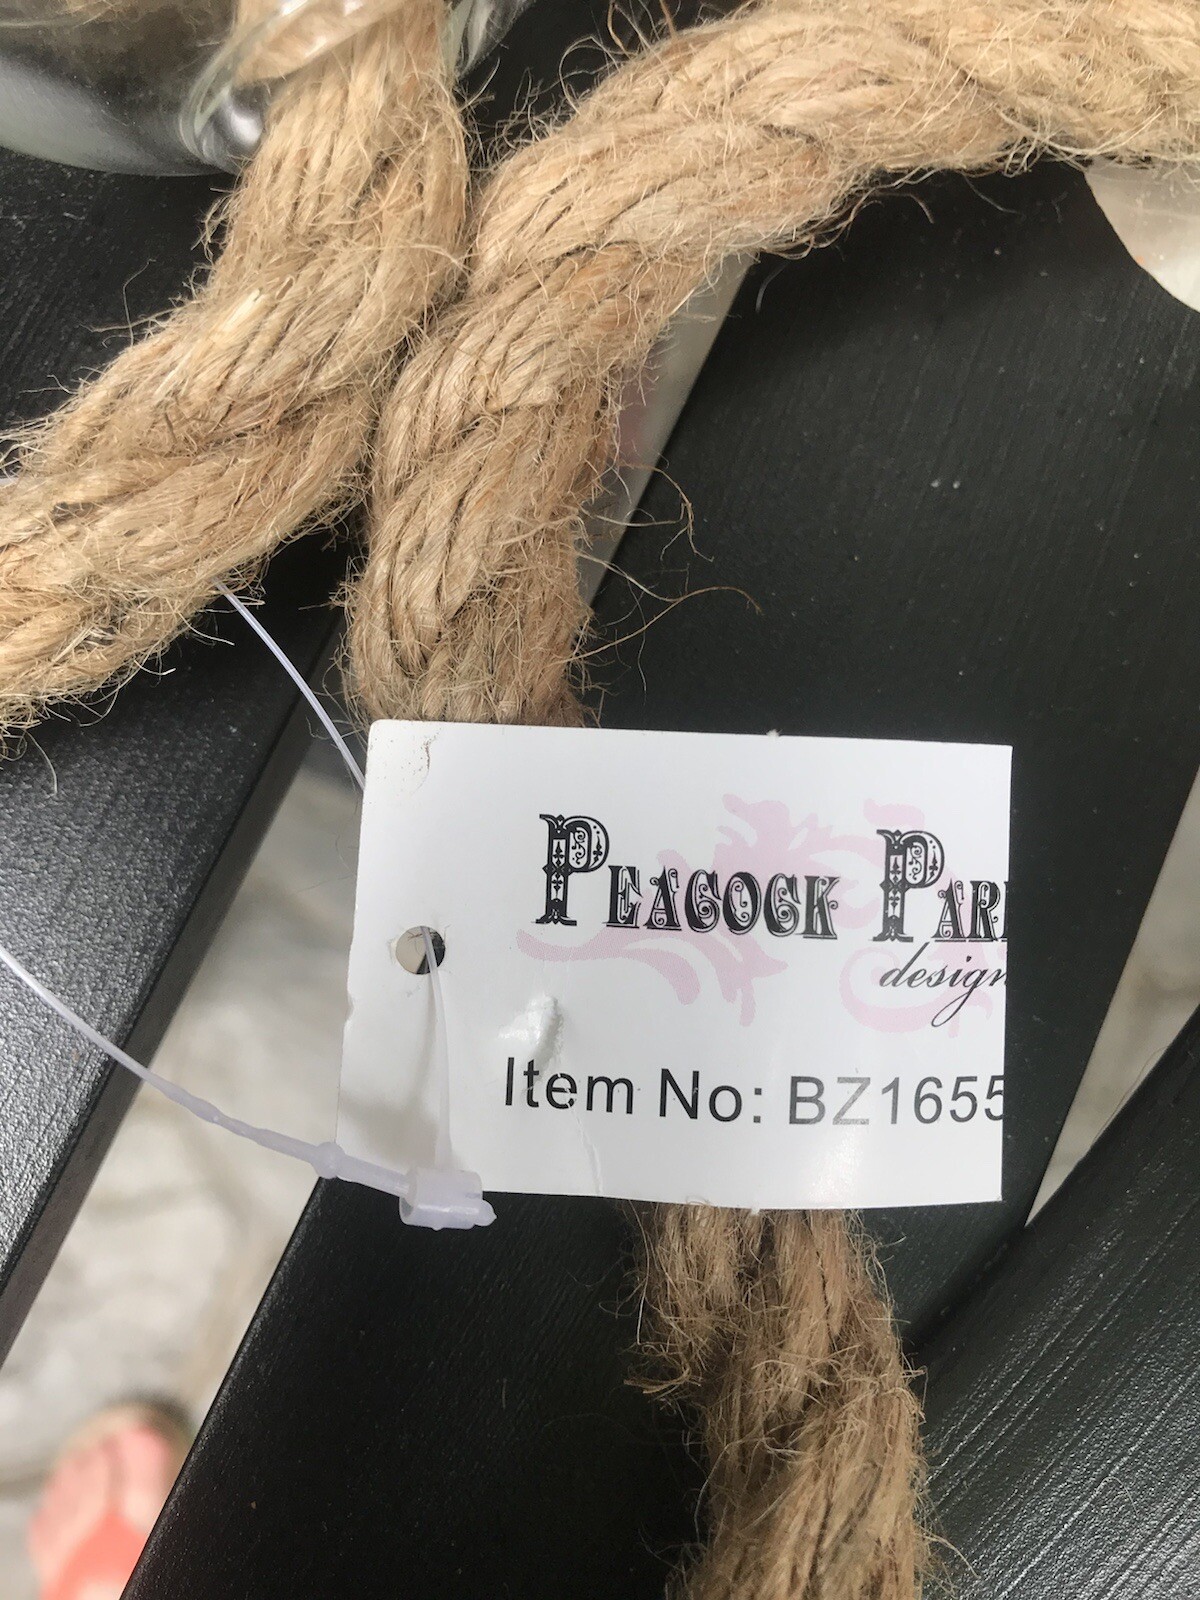 PEACOCK PAR
design
Item No: BZ1655